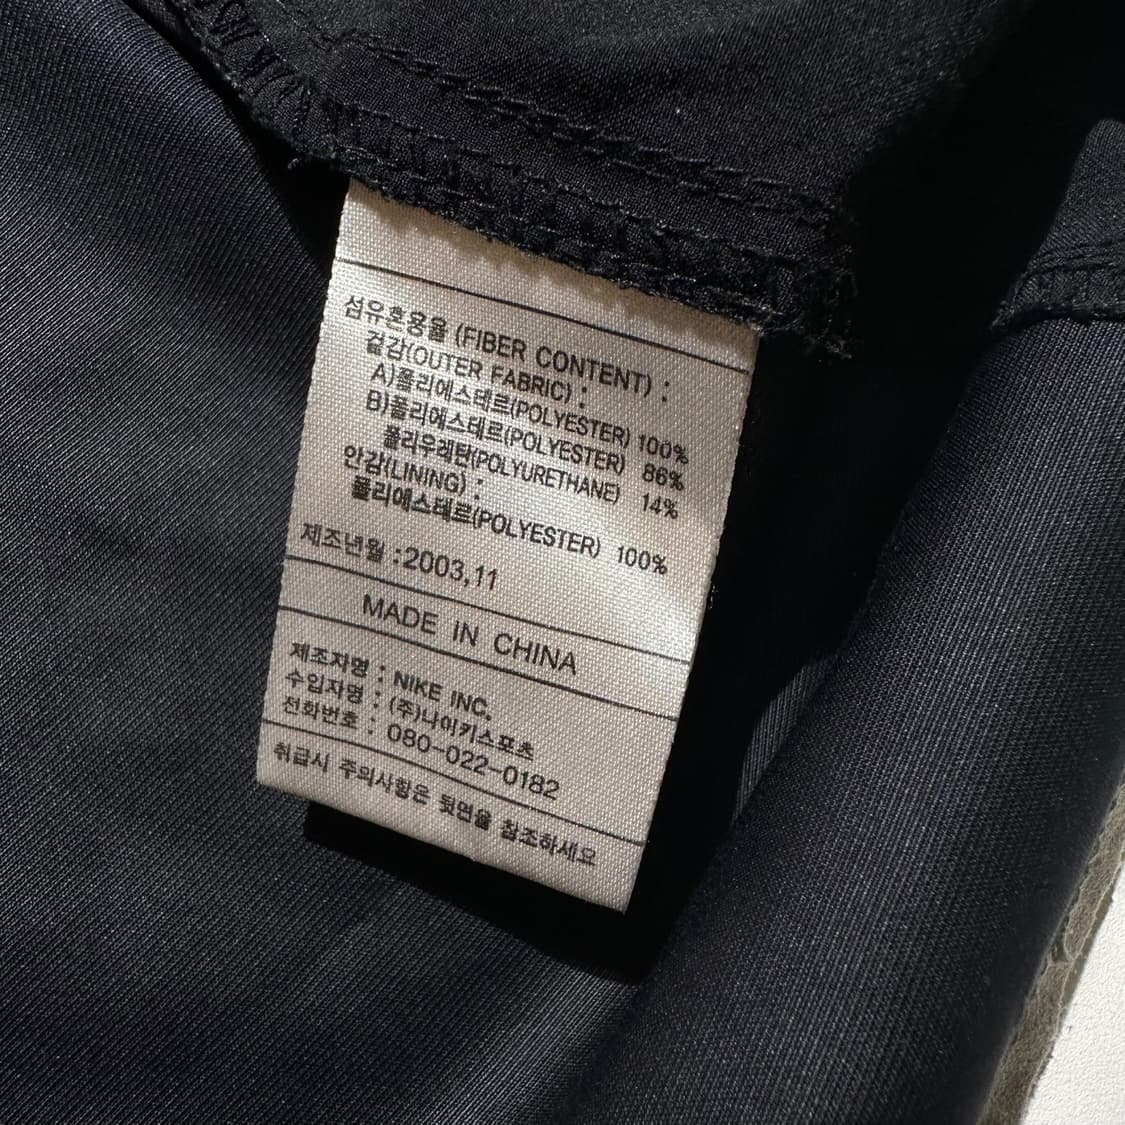 섬유혼용율 (FIBER CONTENT) :
겉감(OUTER FABRIC) :
A)폴리에스테르(POLYESTER) 100%
B)폴리에스테르(POLYESTER) 86%
폴리우레탄(POLYURETHANE) 14%
안감(LINING) :
폴리에스테르(POLYESTER) 100%
제조년월 :2003,11
MADE IN CHINA
제조자명 : NIKE INC.
수입자명 : (주)나이키스포츠
전화번호 : 080-022-0182
취급시 주의사항은 뒷면을 참조하세요